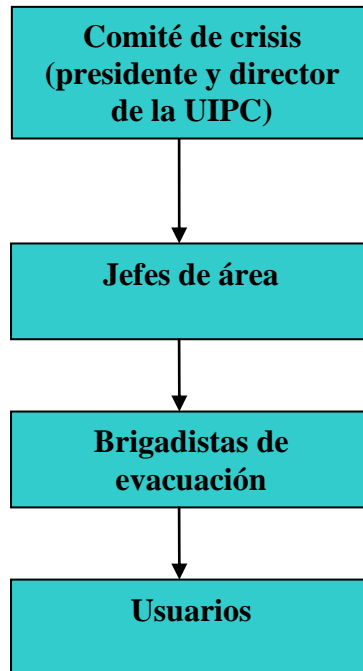 Comité de crisis
(presidente y director
de la UIPC)
Jefes de área
Brigadistas de
evacuación
Usuarios